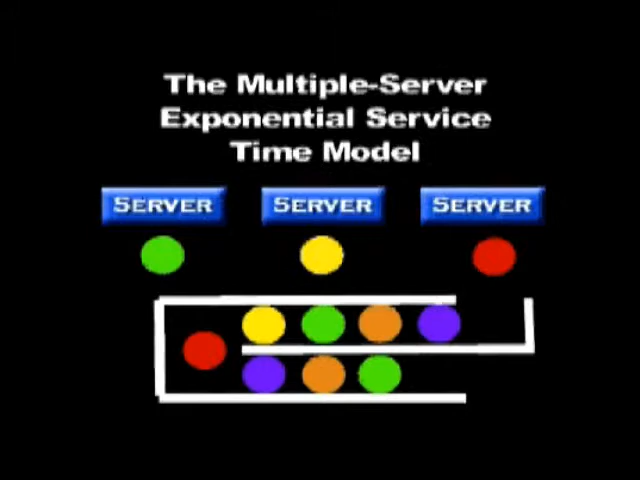 The Multiple-Server
Exponential Service
Time Model
SERVER SERVER SERVER